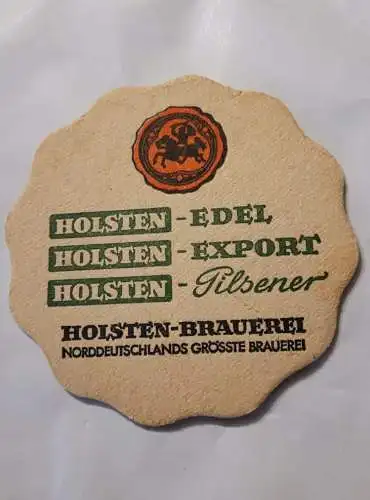 HOLSTEN - EDEL
HOLSTEN - EXPORT
HOLSTEN - Pilsener
HOLSTEN-BRAUEREI
NORDDEUTSCHLANDS GRÖSSTE BRAUEREI